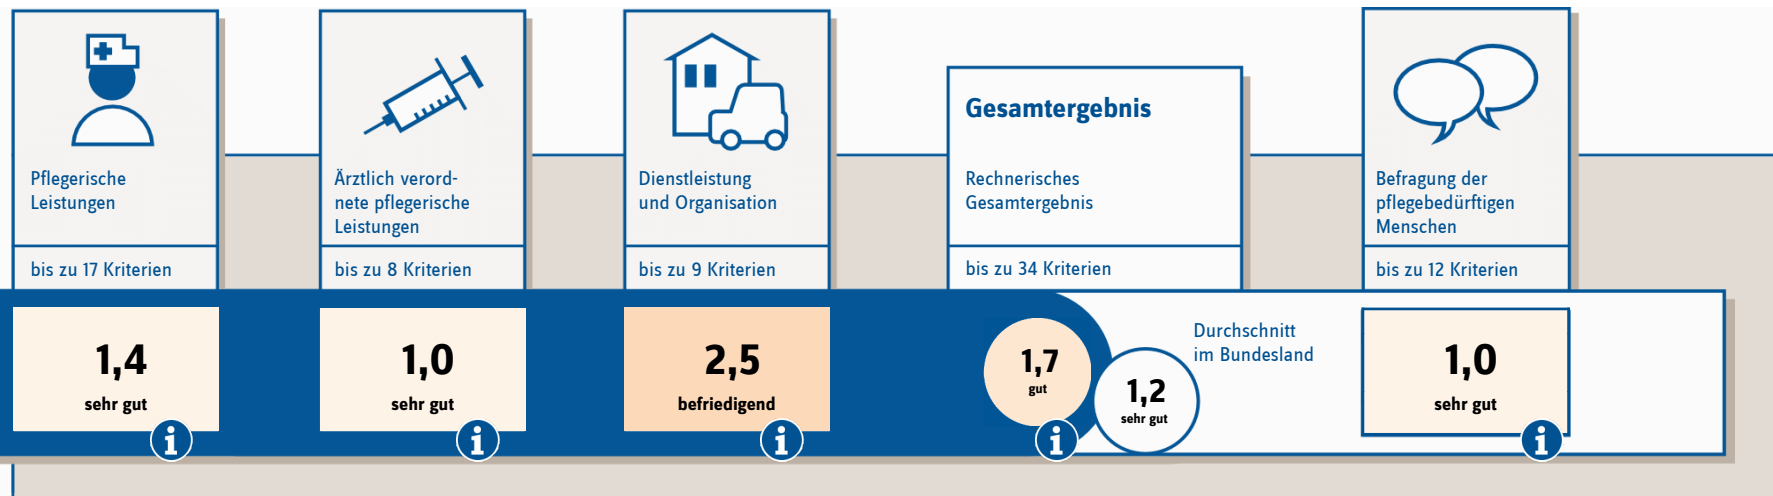 Pflegerische
Leistungen
bis zu 17 Kriterien
1,4
sehr gut
i
Ärztlich verord-
nete pflegerische
Leistungen
bis zu 8 Kriterien
1,0
sehr gut
i
Dienstleistung
und Organisation
bis zu 9 Kriterien
2,5
befriedigend
i
Gesamtergebnis
Rechnerisches
Gesamtergebnis
bis zu 34 Kriterien
1,7
gut
i
1,2
sehr gut
Durchschnitt
im Bundesland
Befragung der
pflegebedürftigen
Menschen
bis zu 12 Kriterien
1,0
sehr gut
i